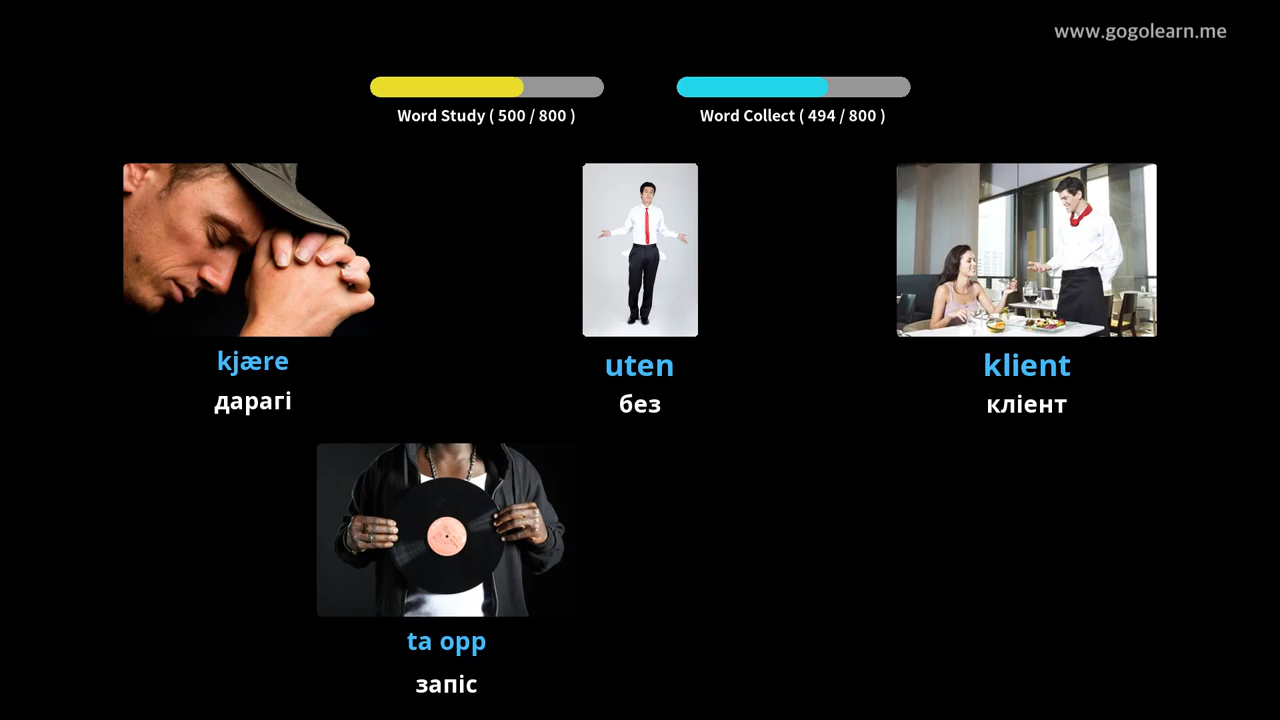 www.gogolearn.me
Word Study ( 500 / 800 )
Word Collect ( 494 / 800 )
kjære
дарагі
uten
без
klient
кліент
ta opp
запіс